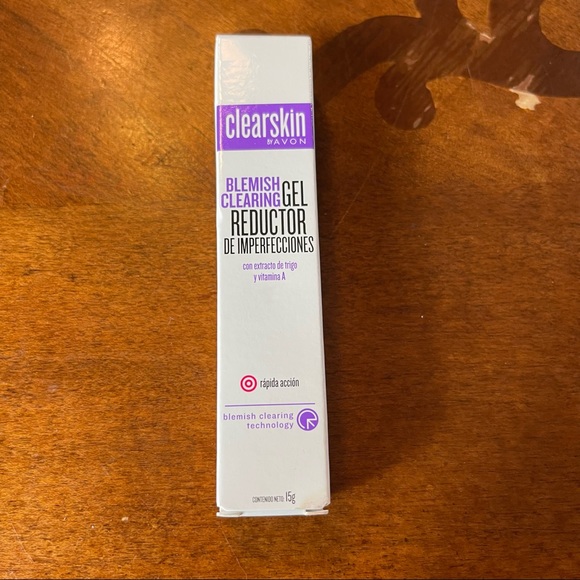 clearskin
BY AVON
BLEMISH
CLEARING GEL
REDUCTOR
DE IMPERFECCIONES
con extracto de trigo
y vitamina A
rápida acción
blemish clearing
technology
CONTENIDO NETO: 15g